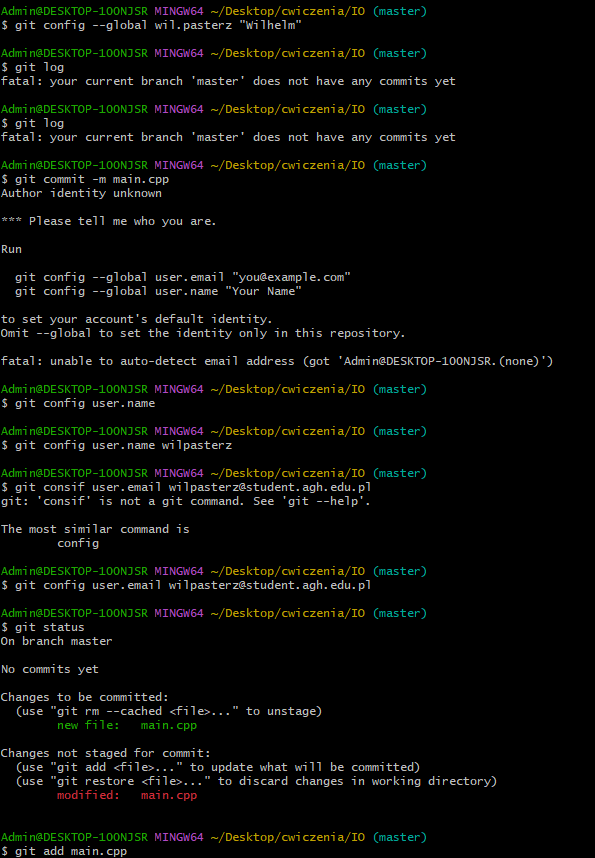 Admin@DESKTOP-1OONJSR MINGW64 ~/Desktop/cwiczenia/IO (master)
$ git config --global wil.pasterz "Wilhelm"
Admin@DESKTOP-1OONJSR MINGW64 ~/Desktop/cwiczenia/IO (master)
$ git log
fatal: your current branch 'master' does not have any commits yet
Admin@DESKTOP-1OONJSR MINGW64 ~/Desktop/cwiczenia/IO (master)
$ git log
fatal: your current branch 'master' does not have any commits yet
Admin@DESKTOP-1OONJSR MINGW64 ~/Desktop/cwiczenia/IO (master)
$ git commit -m main.cpp
Author identity unknown
*** Please tell me who you are.
Run
git config --global user.email "you@example.com"
git config --global user.name "Your Name"
to set your account's default identity.
Omit --global to set the identity only in this repository.
fatal: unable to auto-detect email address (got 'Admin@DESKTOP-1OONJSR.(none)')
Admin@DESKTOP-1OONJSR MINGW64 ~/Desktop/cwiczenia/IO (master)
$ git config user.name
Admin@DESKTOP-1OONJSR MINGW64 ~/Desktop/cwiczenia/IO (master)
$ git config user.name wilpasterz
Admin@DESKTOP-1OONJSR MINGW64 ~/Desktop/cwiczenia/IO (master)
$ git consif user.email wilpasterz@student.agh.edu.pl
git: 'consif' is not a git command. See 'git --help'.
The most similar command is
config
Admin@DESKTOP-1OONJSR MINGW64 ~/Desktop/cwiczenia/IO (master)
$ git config user.email wilpasterz@student.agh.edu.pl
Admin@DESKTOP-1OONJSR MINGW64 ~/Desktop/cwiczenia/IO (master)
$ git status
On branch master
No commits yet
Changes to be committed:
(use "git rm --cached <file>..." to unstage)
new file:   main.cpp
Changes not staged for commit:
(use "git add <file>..." to update what will be committed)
(use "git restore <file>..." to discard changes in working directory)
modified:   main.cpp
Admin@DESKTOP-1OONJSR MINGW64 ~/Desktop/cwiczenia/IO (master)
$ git add main.cpp